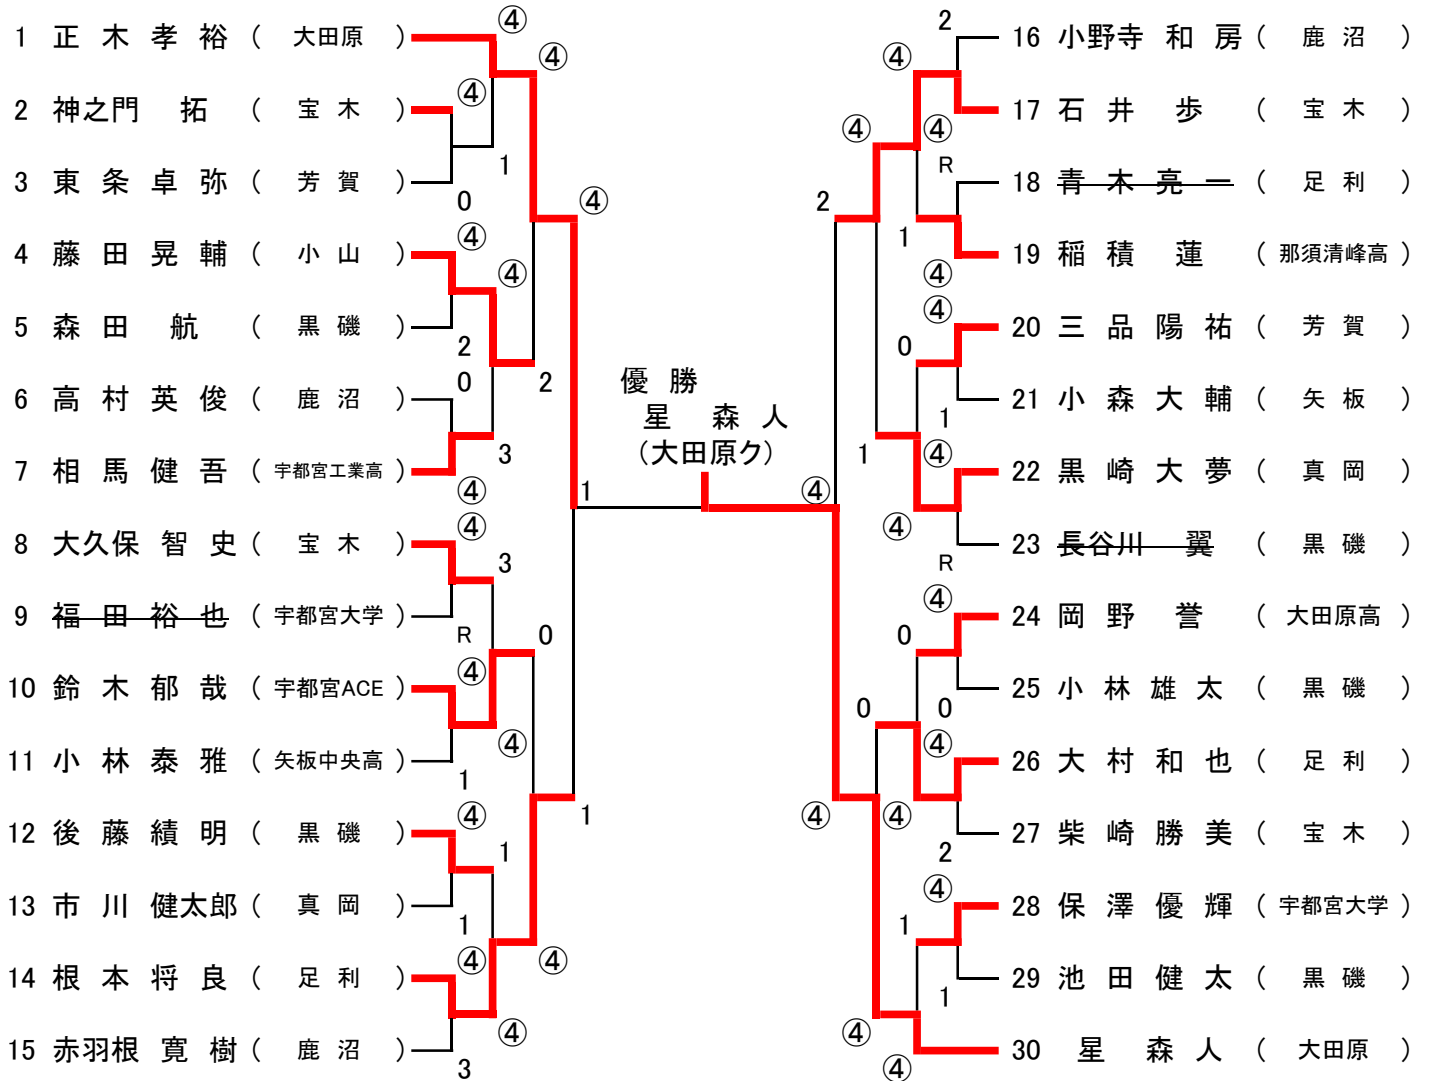 1 正木孝裕 ( 大田原 )
2 神之門 拓 ( 宝木 )
3 東条卓弥 ( 芳賀 )
4 藤田晃輔 ( 小山 )
5 森田 航 ( 黒磯 )
6 高村英俊 ( 鹿沼 )
7 相馬健吾 ( 宇都宮工業高 )
8 大久保智史 ( 宝木 )
9 福田裕也 ( 宇都宮大学 )
10 鈴木郁哉 ( 宇都宮ACE )
11 小林泰雅 ( 矢板中央高 )
12 後藤績明 ( 黒磯 )
13 市川健太郎 ( 真岡 )
14 根本将良 ( 足利 )
15 赤羽根寛樹 ( 鹿沼 )
④
④
④
1
0
④
④
④
2
0
2
3
④
④
3
R
0
④
④
1
④
1
1
1
④
④
④
3
1
優勝
星 森人
(大田原ク)
④
2
④
④
④
R
2
1
④
④
0
1
1
④
④
R
④
0
0
0
④
④
④
2
④
1
1
④
④
16 小野寺和房 ( 鹿沼 )
17 石井 歩 ( 宝木 )
18 青木亮一 ( 足利 )
19 稲積 蓮 ( 那須清峰高 )
20 三品陽祐 ( 芳賀 )
21 小森大輔 ( 矢板 )
22 黒崎大夢 ( 真岡 )
23 長谷川 翼 ( 黒磯 )
24 岡野 誉 ( 大田原高 )
25 小林雄太 ( 黒磯 )
26 大村和也 ( 足利 )
27 柴崎勝美 ( 宝木 )
28 保澤優輝 ( 宇都宮大学 )
29 池田健太 ( 黒磯 )
30 星 森人 ( 大田原 )